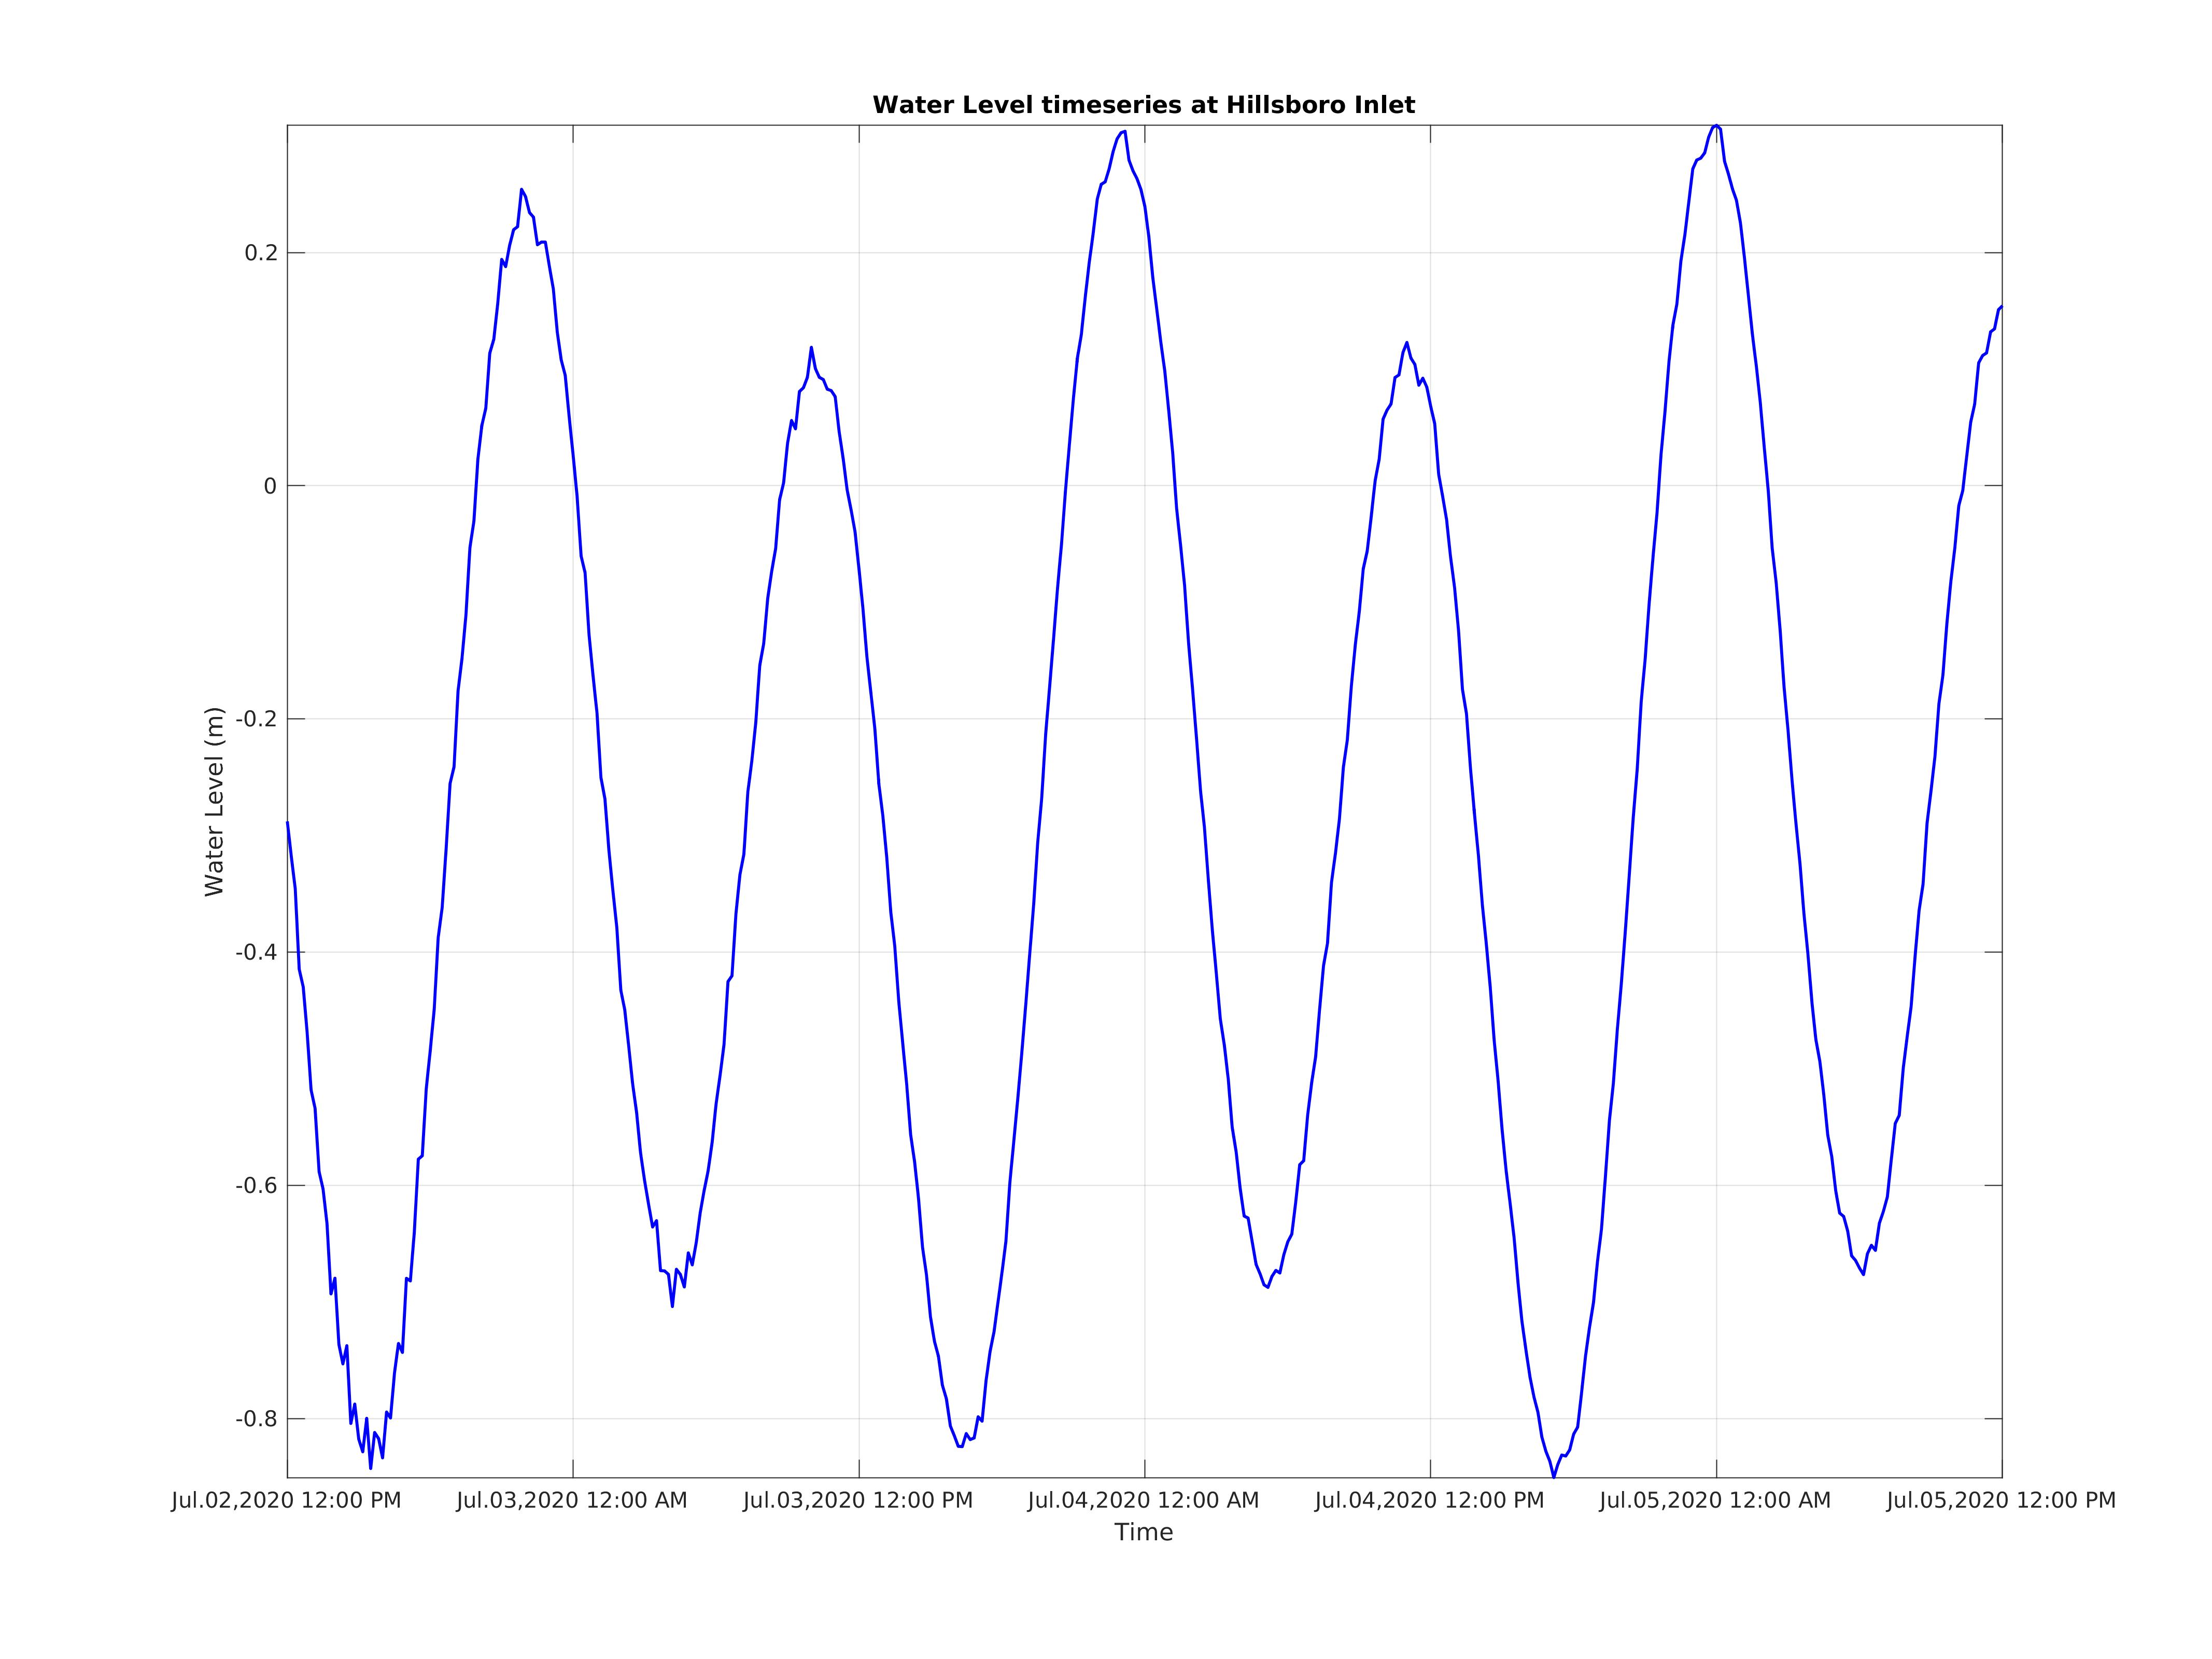 Water Level timeseries at Hillsboro Inlet
0.2
0
-0.2
-0.4
-0.6
-0.8
Water Level (m)
Jul.02,2020 12:00 PM
Jul.03,2020 12:00 AM
Jul.03,2020 12:00 PM
Jul.04,2020 12:00 AM
Jul.04,2020 12:00 PM
Jul.05,2020 12:00 AM
Jul.05,2020 12:00 PM
Time